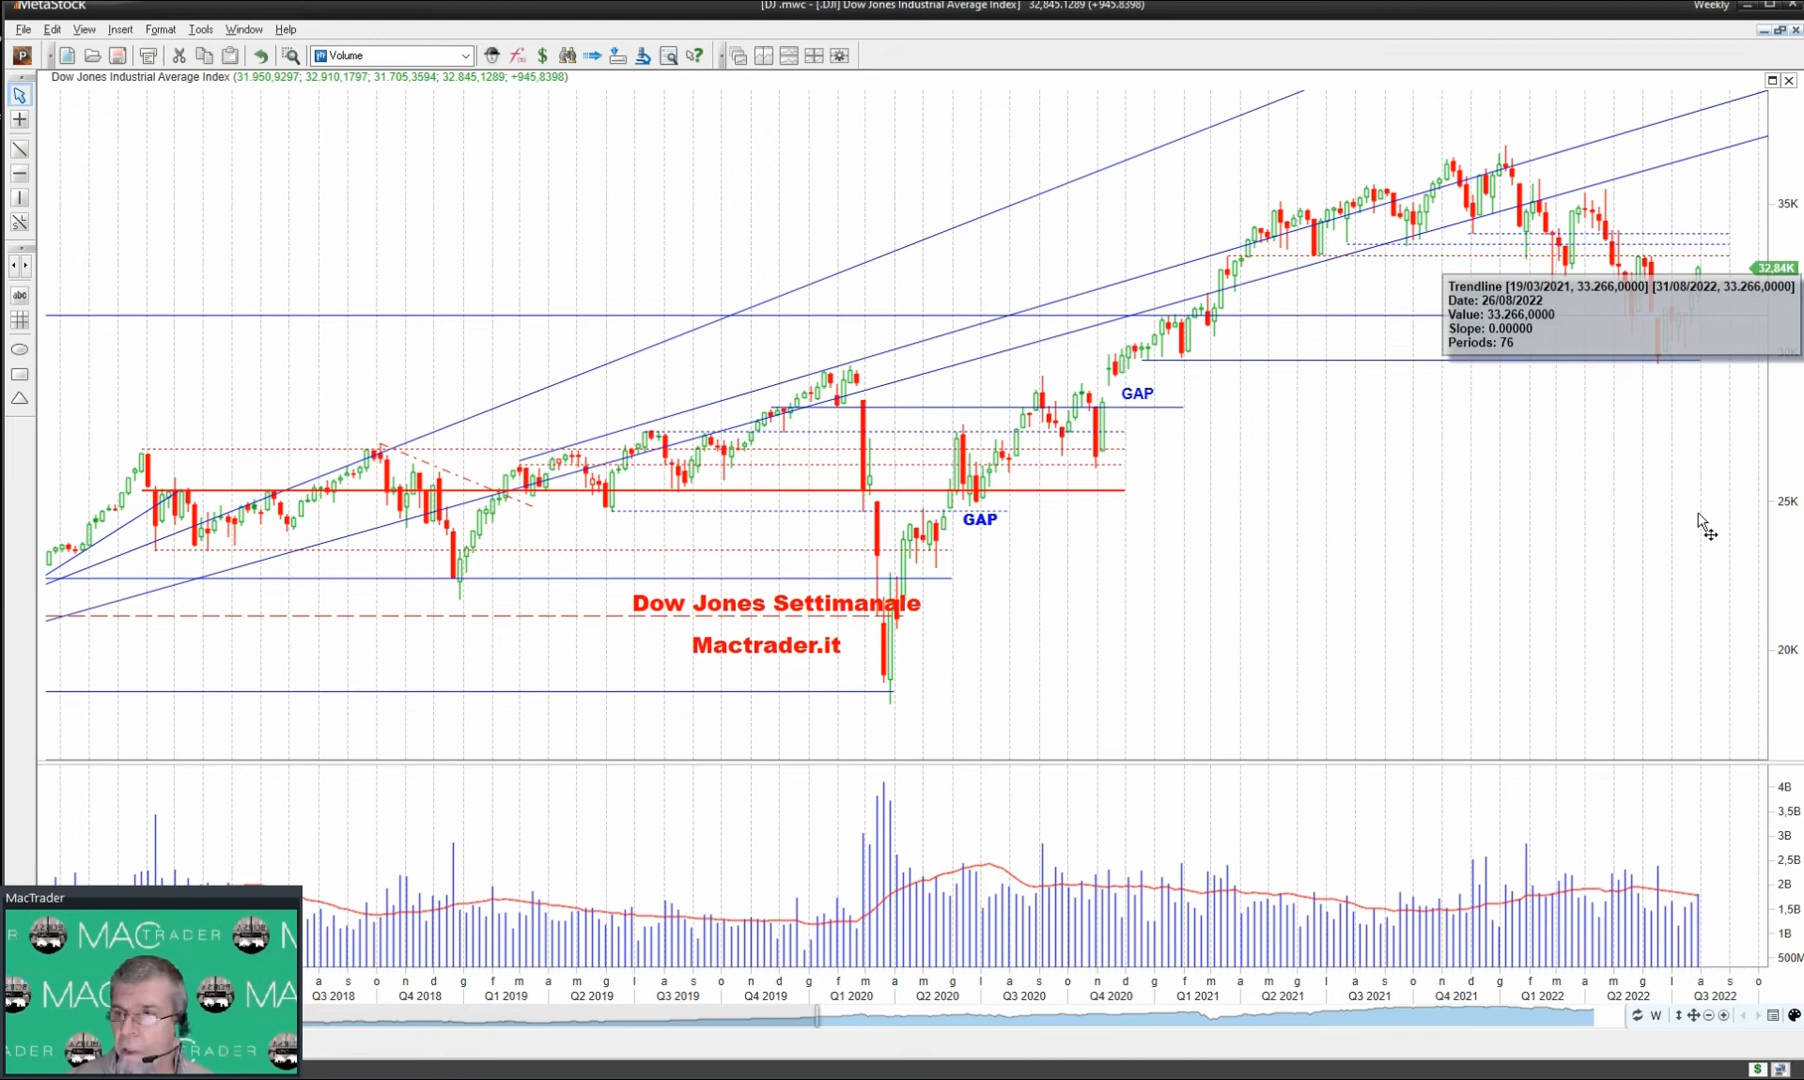 MetaStock
[DJ .mwc - [.DJI] Dow Jones Industrial Average Index] 32,845.1289 (+945.8398)
Weekly
File Edit View Insert Format Tools Window Help
Volume
Dow Jones Industrial Average Index (31.950,9297; 32.910,1797; 31.705,3594; 32.845,1289; +945,8398)
abc
35K
32,84K
Trendline [19/03/2021, 33.266,0000] [31/08/2022, 33.266,0000]
Date: 26/08/2022
Value: 33.266,0000
Slope: 0.00000
Periods: 76
30K
GAP
25K
GAP
Dow Jones Settimanale
20K
Mactrader.it
4B
3,5B
3B
2,5B
2B
1,5B
1B
500M
MacTrader
MACTRADER
a s o n d g f m a m g l a s o n d g f m a m g l a s o n d g f m a m g l a s o n d g f m a m g l a s o
Q3 2018 Q4 2018 Q1 2019 Q2 2019 Q3 2019 Q4 2019 Q1 2020 Q2 2020 Q3 2020 Q4 2020 Q1 2021 Q2 2021 Q3 2021 Q4 2021 Q1 2022 Q2 2022 Q3 2022
W